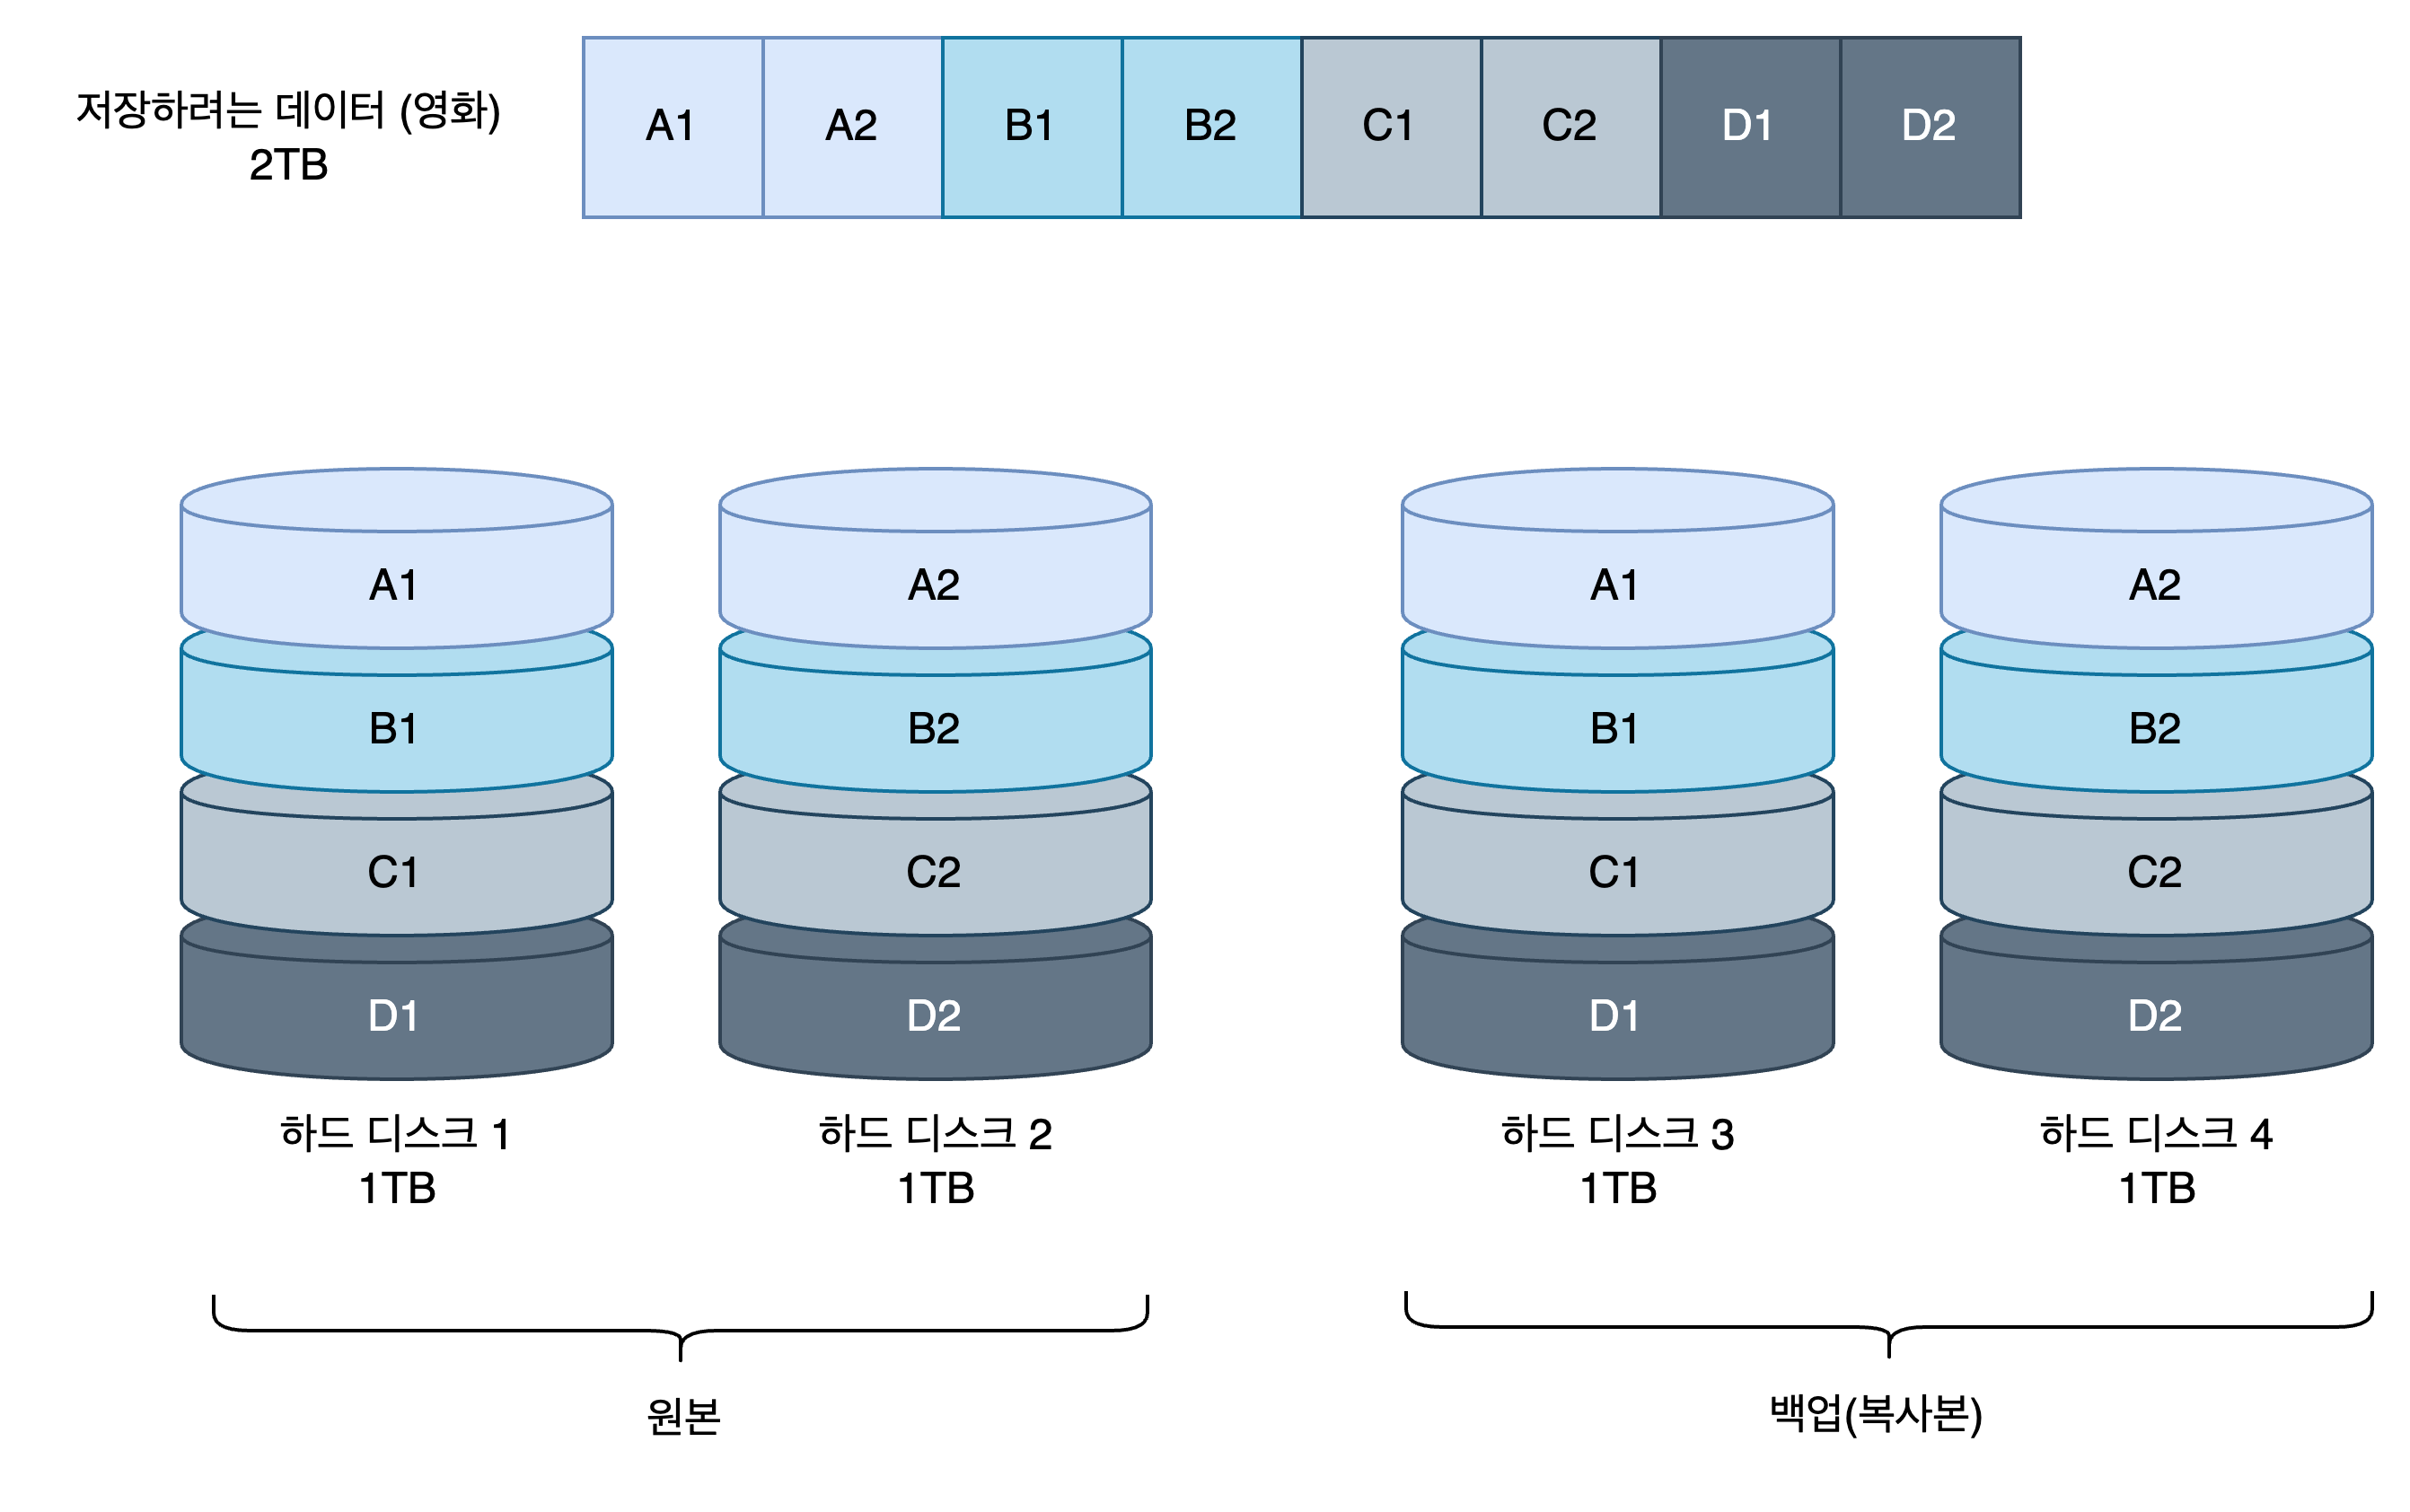 저장하려는 데이터 (영화)
2TB
A1 A2 B1 B2 C1 C2 D1 D2
A1 A2 A1 A2
B1 B2 B1 B2
C1 C2 C1 C2
D1 D2 D1 D2
하드 디스크 1 하드 디스크 2 하드 디스크 3 하드 디스크 4
1TB 1TB 1TB 1TB
원본 백업(복사본)